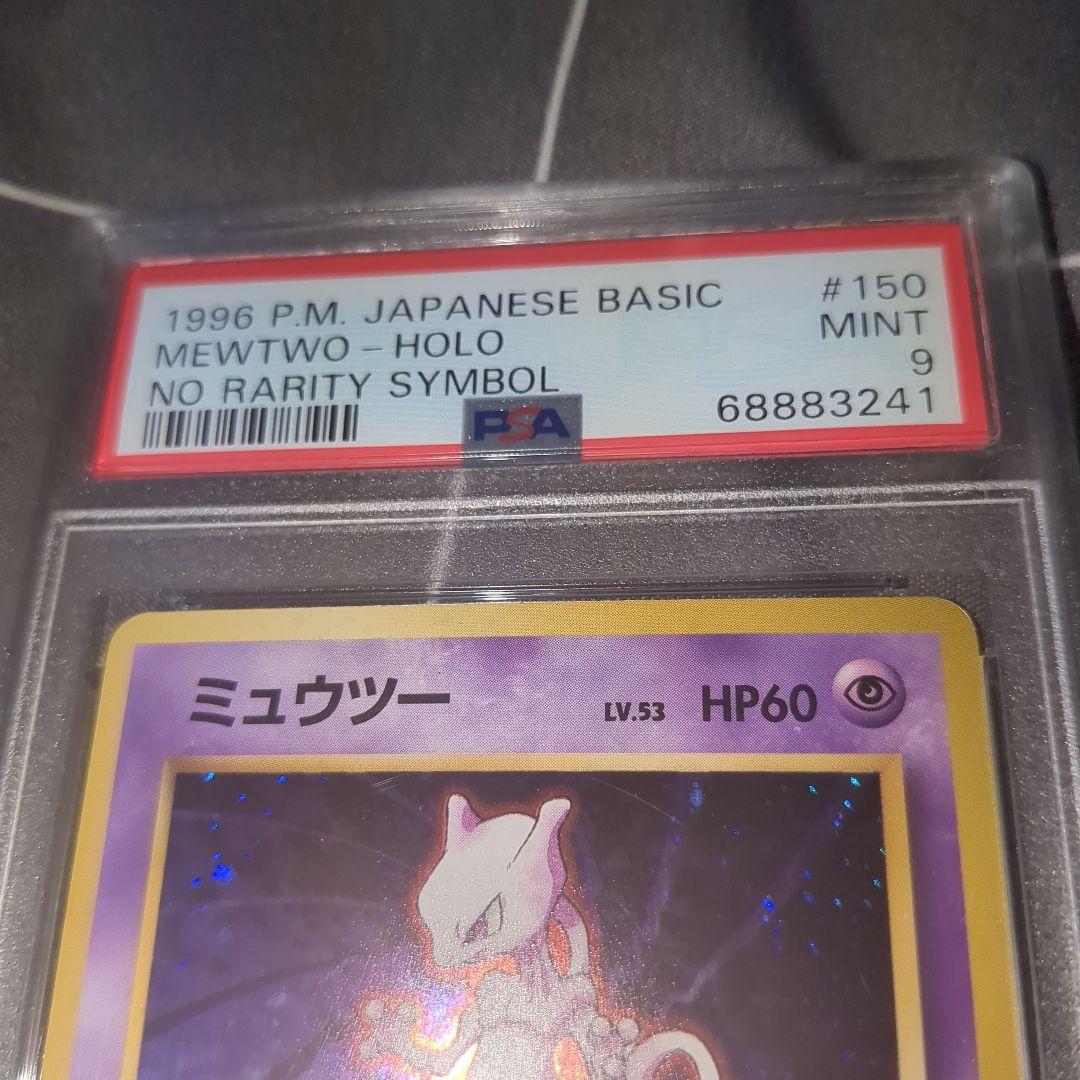 1996 P.M. JAPANESE BASIC #150
MEWTWO - HOLO MINT
NO RARITY SYMBOL 9
PSA 68883241
ミュウツー LV.53 HP60